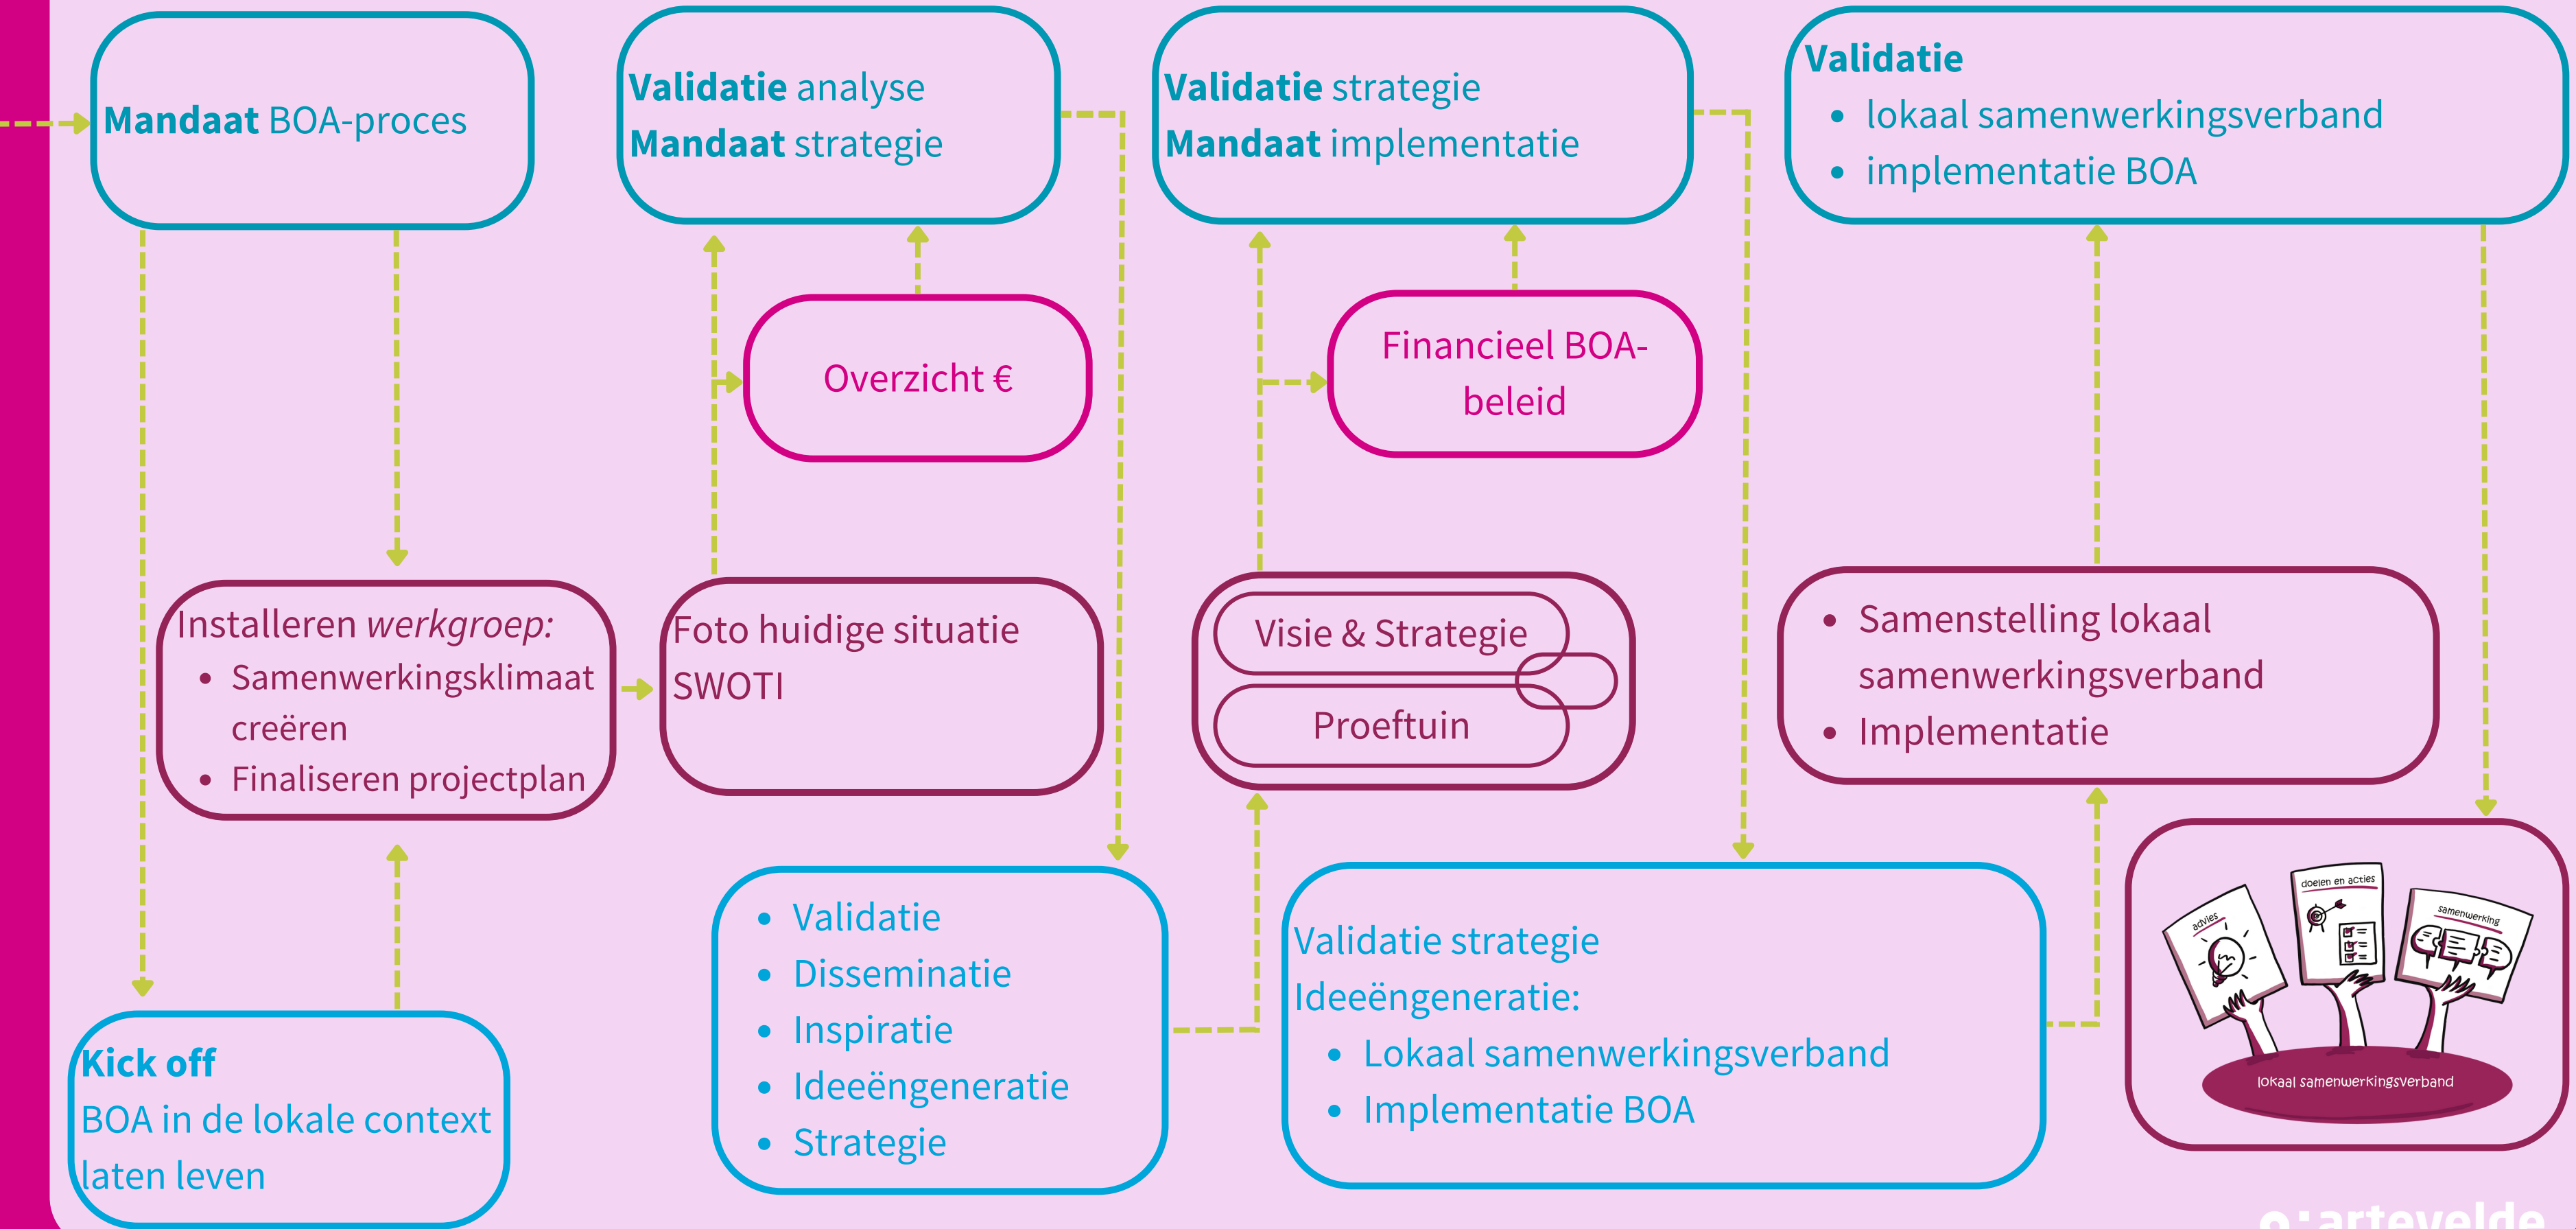 Mandaat BOA-proces
Validatie analyse
Mandaat strategie
Validatie strategie
Mandaat implementatie
Validatie
• lokaal samenwerkingsverband
• implementatie BOA
Overzicht €
Financieel BOA-
beleid
Installeren werkgroep:
• Samenwerkingsklimaat
creëren
• Finaliseren projectplan
Foto huidige situatie
SWOTI
Visie & Strategie
Proeftuin
• Samenstelling lokaal
samenwerkingsverband
• Implementatie
Kick off
BOA in de lokale context
laten leven
• Validatie
• Disseminatie
• Inspiratie
• Ideeëngeneratie
• Strategie
Validatie strategie
Ideeëngeneratie:
• Lokaal samenwerkingsverband
• Implementatie BOA
advies
doelen en acties
samenwerking
lokaal samenwerkingsverband
artevelde